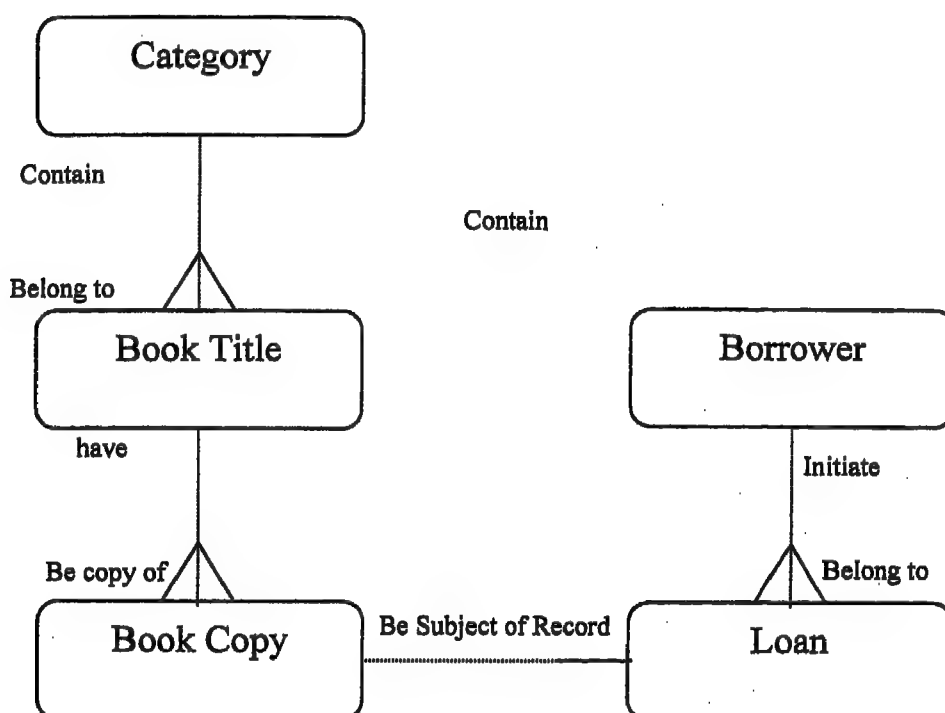 Category
Contain
Contain
Belong to
Book Title
Borrower
have
Initiate
Be copy of
Belong to
Book Copy
Be Subject of Record
Loan